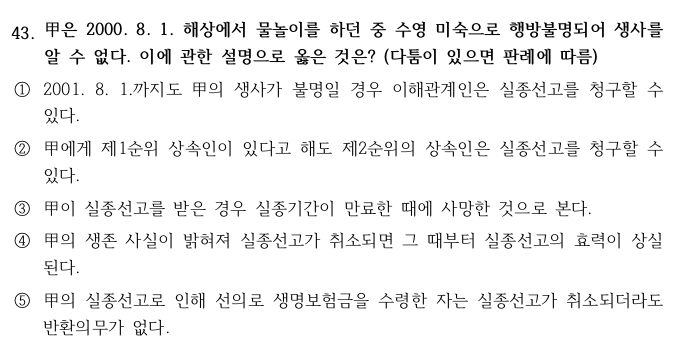 43. 甲은 2000. 8. 1. 해상에서 물놀이를 하던 중 수영 미숙으로 행방불명되어 생사를
알 수 없다. 이에 관한 설명으로 옳은 것은? (다툼이 있으면 판례에 따름)
① 2001. 8. 1.까지도 甲의 생사가 불명일 경우 이해관계인은 실종선고를 청구할 수
있다.
② 甲에게 제1순위 상속인이 있다고 해도 제2순위의 상속인은 실종선고를 청구할 수
있다.
③ 甲이 실종선고를 받은 경우 실종기간이 만료한 때에 사망한 것으로 본다.
④ 甲의 생존 사실이 밝혀져 실종선고가 취소되면 그 때부터 실종선고의 효력이 상실
된다.
⑤ 甲의 실종선고로 인해 선의로 생명보험금을 수령한 자는 실종선고가 취소되더라도
반환의무가 없다.